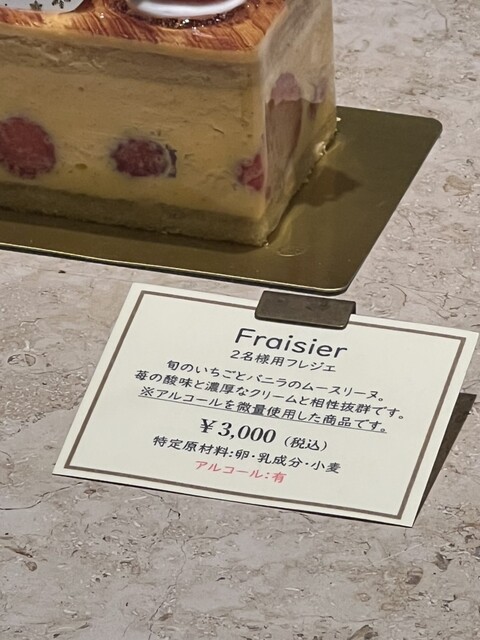 Fraisier
2名様用フレジエ
旬のいちごとバニラのムースリーヌ。
苺の酸味と濃厚なクリームと相性抜群です。
※アルコールを微量使用した商品です。
¥3,000（税込）
特定原材料:卵・乳成分・小麦
アルコール:有